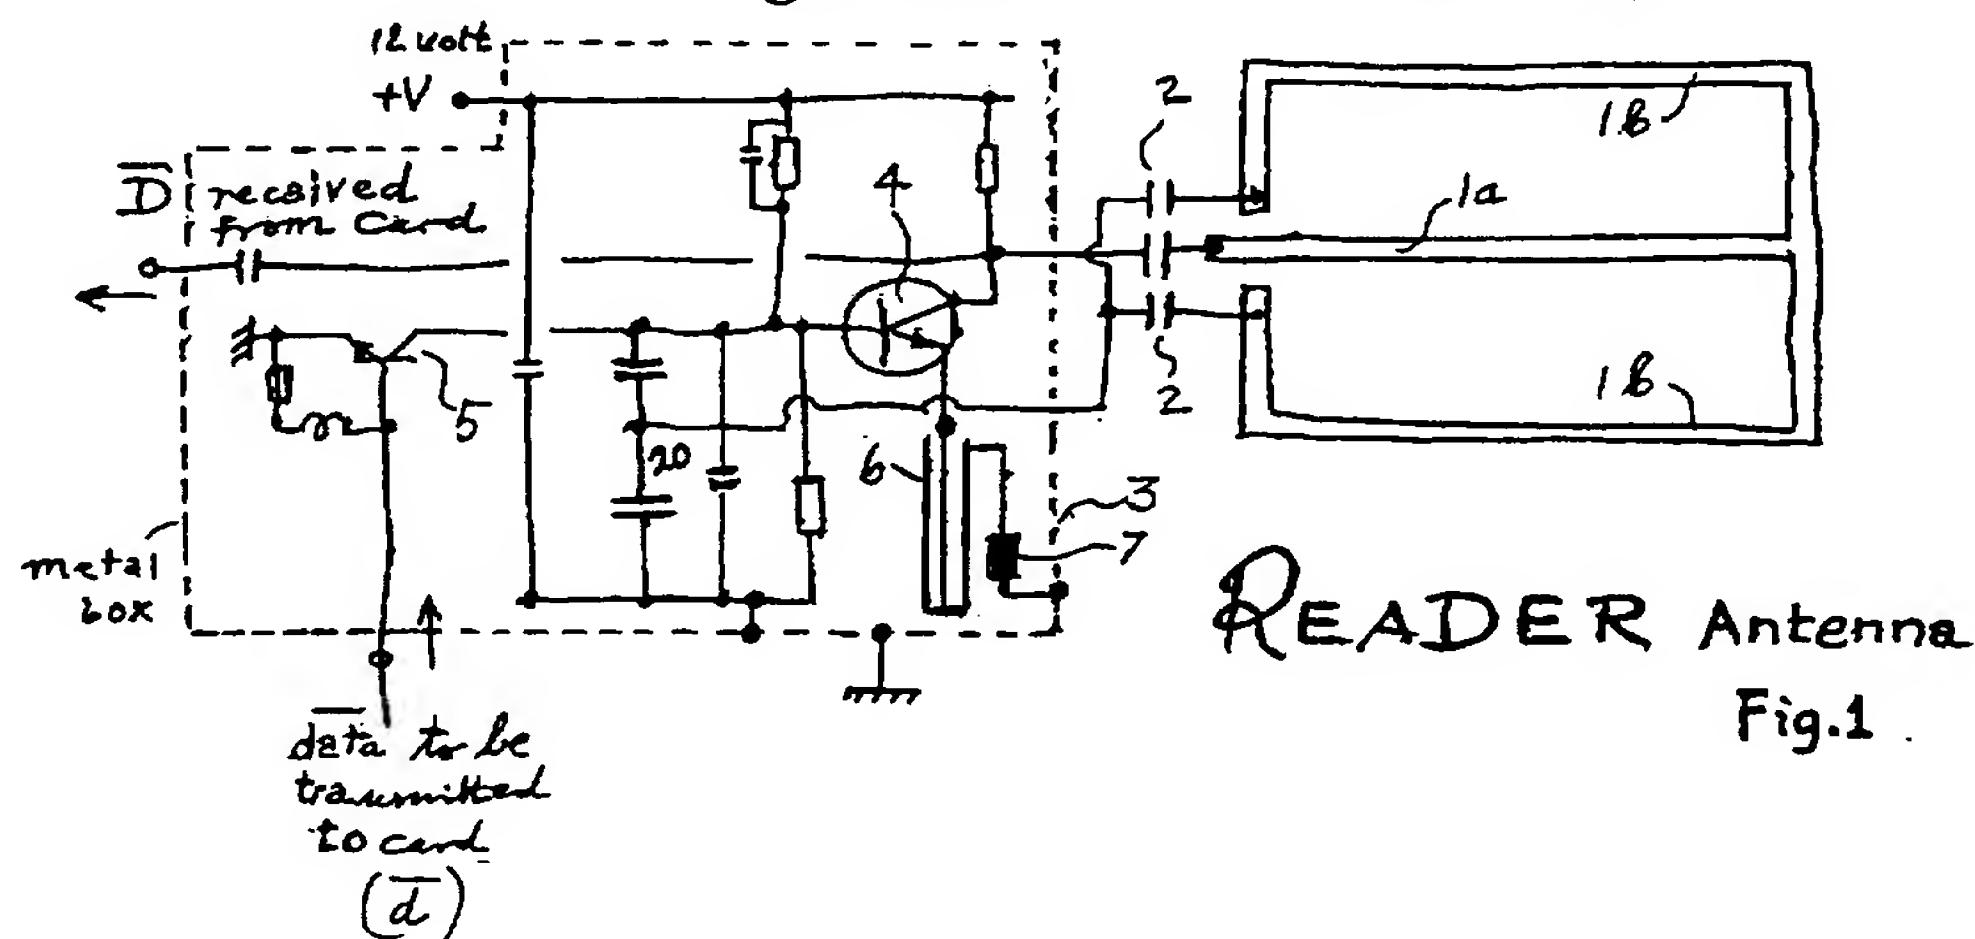 12 volt
+V
D̅ received
from Card
2
1b
1a
4
5
20
6
2
1b
3
7
metal
box
READER Antenna
Fig.1
data to be
transmitted
to card
(d̅)